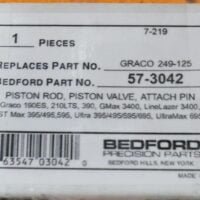 7-219
1 PIECES
REPLACES PART NO. GRACO 249-125
BEDFORD PART NO. 57-3042
PISTON ROD, PISTON VALVE, ATTACH PIN
Graco 190ES, 210LTS, 390, GMax 3400, LineLazer 3400,
ST Max 395/495,595, Ultra 395/495/595/695, UltraMax 695
63547 03042 0
BEDFORD
PRECISION PARTS
BEDFORD HILLS, NEW YORK
MADE